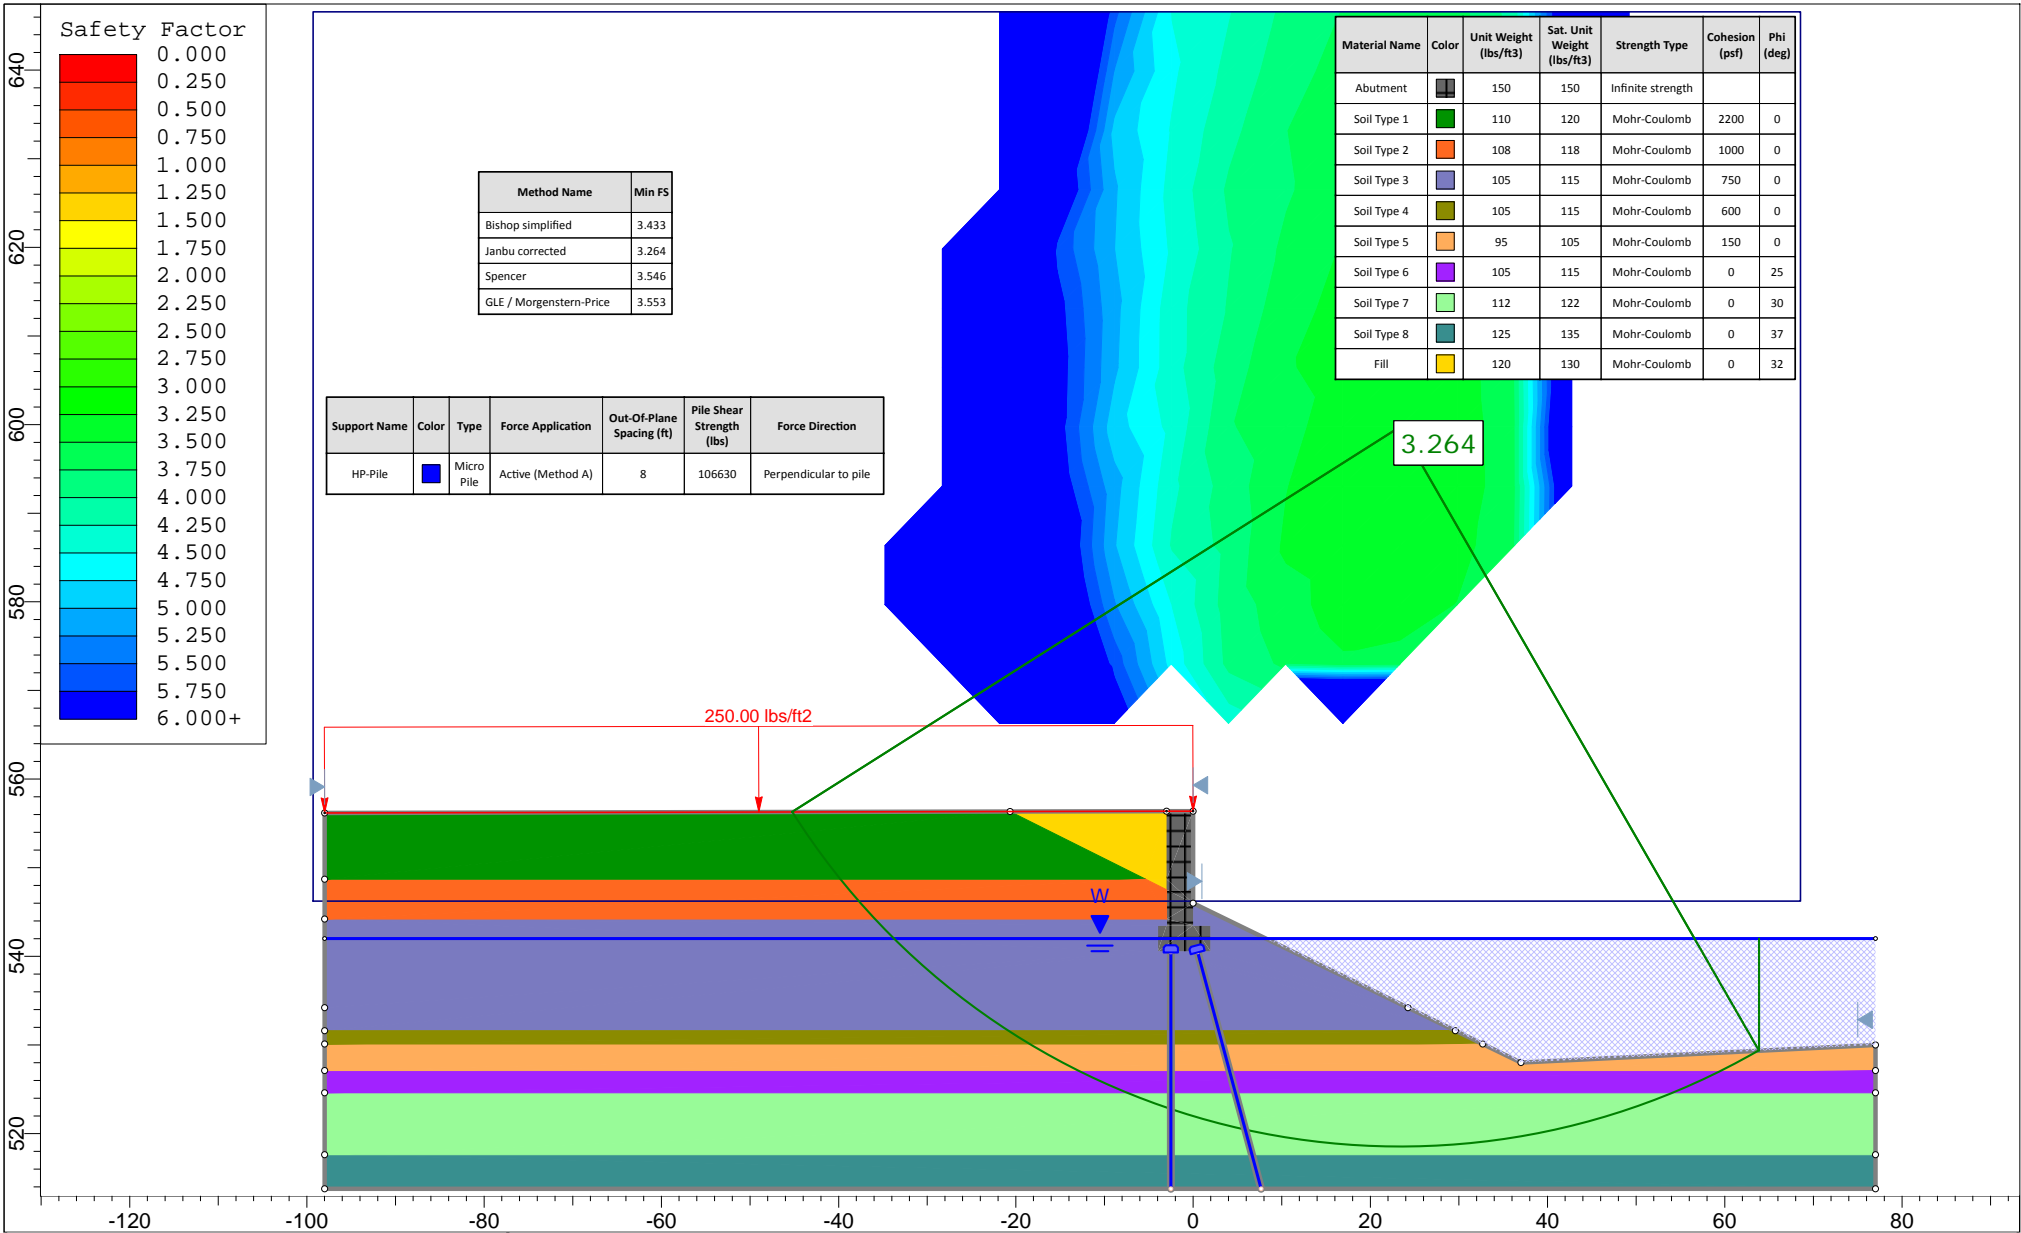 Safety Factor
0.000
0.250
0.500
0.750
1.000
1.250
1.500
1.750
2.000
2.250
2.500
2.750
3.000
3.250
3.500
3.750
4.000
4.250
4.500
4.750
5.000
5.250
5.500
5.750
6.000+
Method Name Min FS
Bishop simplified 3.433
Janbu corrected 3.264
Spencer 3.546
GLE / Morgenstern-Price 3.553
Support Name Color Type Force Application Out-Of-Plane Spacing (ft) Pile Shear Strength (lbs) Force Direction
HP-Pile Micro Pile Active (Method A) 8 106630 Perpendicular to pile
Material Name Color Unit Weight (lbs/ft3) Sat. Unit Weight (lbs/ft3) Strength Type Cohesion (psf) Phi (deg)
Abutment 150 150 Infinite strength
Soil Type 1 110 120 Mohr-Coulomb 2200 0
Soil Type 2 108 118 Mohr-Coulomb 1000 0
Soil Type 3 105 115 Mohr-Coulomb 750 0
Soil Type 4 105 115 Mohr-Coulomb 600 0
Soil Type 5 95 105 Mohr-Coulomb 150 0
Soil Type 6 105 115 Mohr-Coulomb 0 25
Soil Type 7 112 122 Mohr-Coulomb 0 30
Soil Type 8 125 135 Mohr-Coulomb 0 37
Fill 120 130 Mohr-Coulomb 0 32
3.264
250.00 lbs/ft2
W
640
620
600
580
560
540
520
-120 -100 -80 -60 -40 -20 0 20 40 60 80